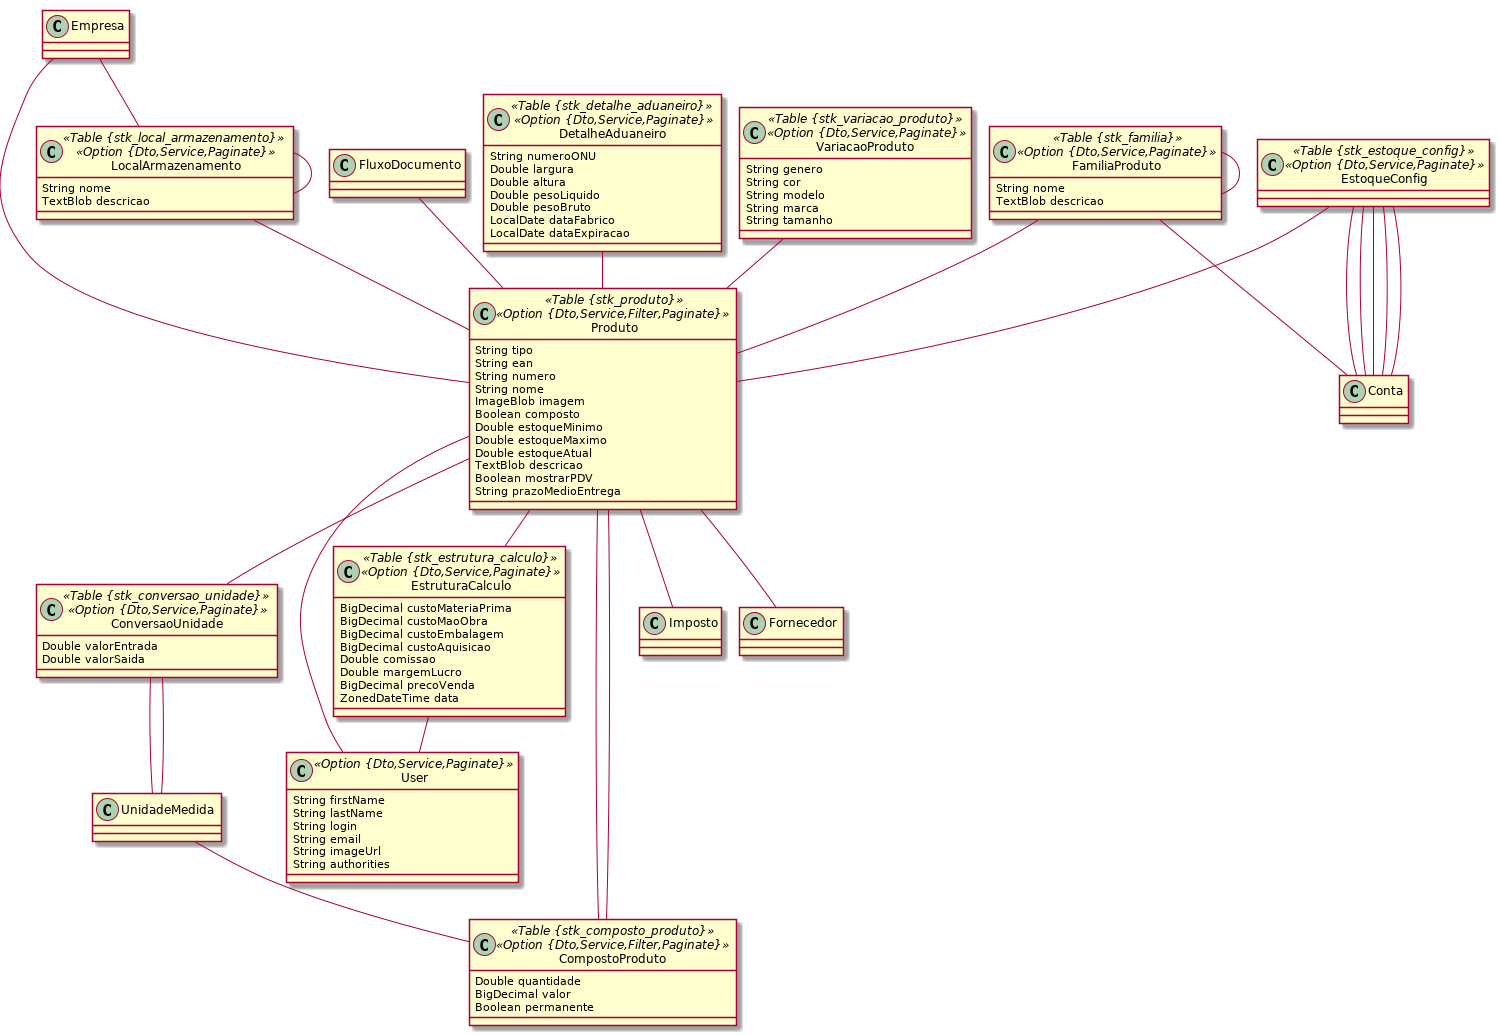 C Empresa
«Table {stk_local_armazenamento}»
«Option {Dto,Service,Paginate}»
C LocalArmazenamento
String nome
TextBlob descricao
C FluxoDocumento
«Table {stk_detalhe_aduaneiro}»
«Option {Dto,Service,Paginate}»
C DetalheAduaneiro
String numeroONU
Double largura
Double altura
Double pesoLiquido
Double pesoBruto
LocalDate dataFabrico
LocalDate dataExpiracao
«Table {stk_variacao_produto}»
«Option {Dto,Service,Paginate}»
C VariacaoProduto
String genero
String cor
String modelo
String marca
String tamanho
«Table {stk_familia}»
«Option {Dto,Service,Paginate}»
C FamiliaProduto
String nome
TextBlob descricao
«Table {stk_estoque_config}»
«Option {Dto,Service,Paginate}»
C EstoqueConfig
«Table {stk_produto}»
«Option {Dto,Service,Filter,Paginate}»
C Produto
String tipo
String ean
String numero
String nome
ImageBlob imagem
Boolean composto
Double estoqueMinimo
Double estoqueMaximo
Double estoqueAtual
TextBlob descricao
Boolean mostrarPDV
String prazoMedioEntrega
C Conta
«Table {stk_conversao_unidade}»
«Option {Dto,Service,Paginate}»
C ConversaoUnidade
Double valorEntrada
Double valorSaida
«Table {stk_estrutura_calculo}»
«Option {Dto,Service,Paginate}»
C EstruturaCalculo
BigDecimal custoMateriaPrima
BigDecimal custoMaoObra
BigDecimal custoEmbalagem
BigDecimal custoAquisicao
Double comissao
Double margemLucro
BigDecimal precoVenda
ZonedDateTime data
C Imposto
C Fornecedor
C UnidadeMedida
«Option {Dto,Service,Paginate}»
C User
String firstName
String lastName
String login
String email
String imageUrl
String authorities
«Table {stk_composto_produto}»
«Option {Dto,Service,Filter,Paginate}»
C CompostoProduto
Double quantidade
BigDecimal valor
Boolean permanente